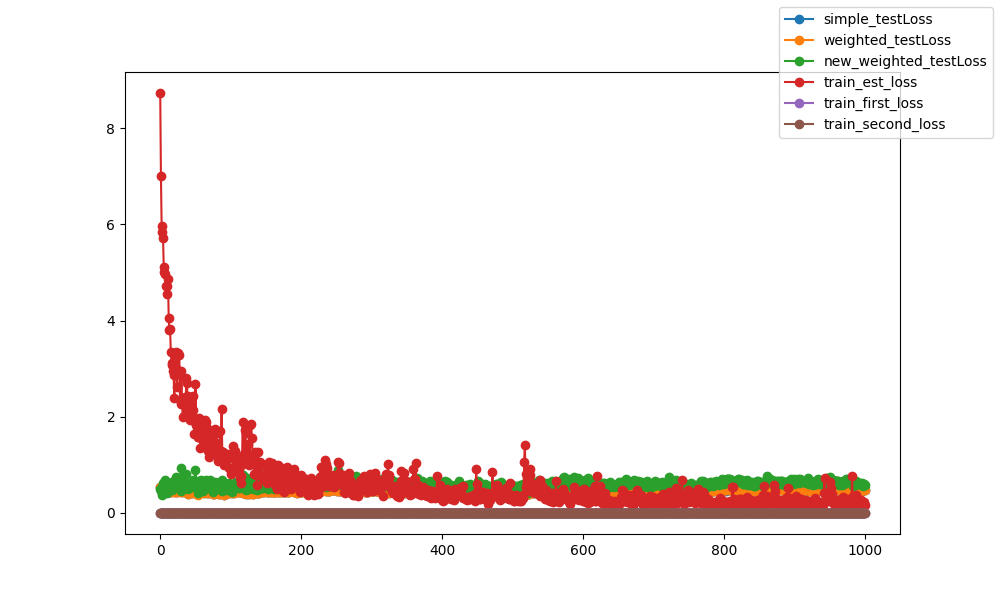 simple_testLoss
weighted_testLoss
new_weighted_testLoss
train_est_loss
train_first_loss
train_second_loss
8
6
4
2
0
0 200 400 600 800 1000